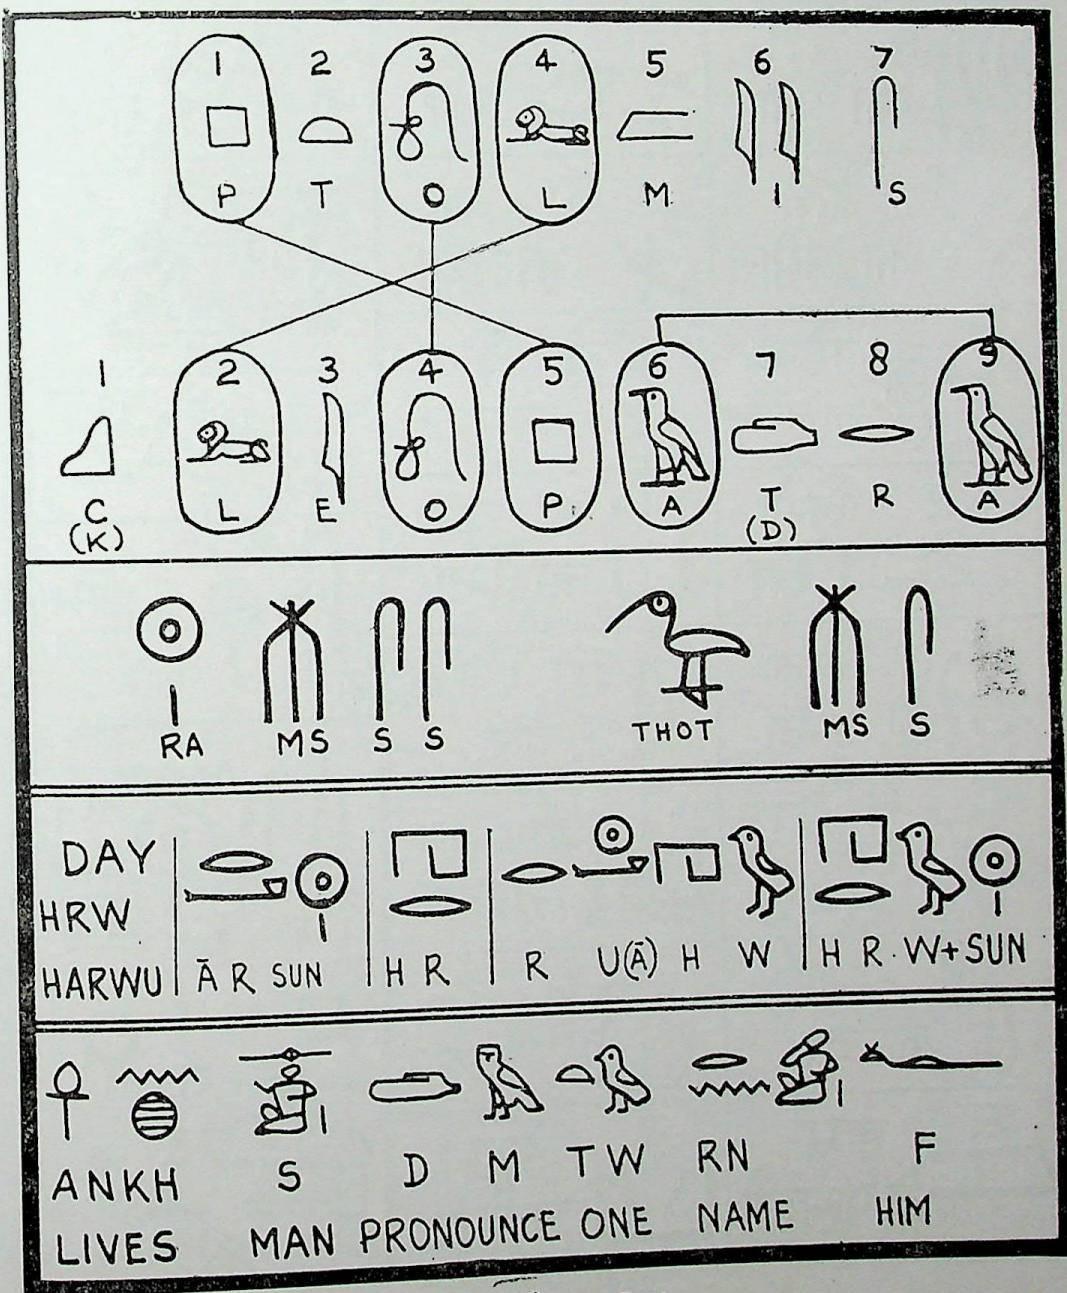 1 2 3 4 5 6 7
P T O L M I S
1 2 3 4 5 6 7 8 9
C L E O P A T R A
(K) (D)
RA MS S S THOT MS S
DAY
HRW
HARWU Ā R SUN H R R U(Ā) H W H R. W+SUN
ANKH S D M T W RN F
LIVES MAN PRONOUNCE ONE NAME HIM